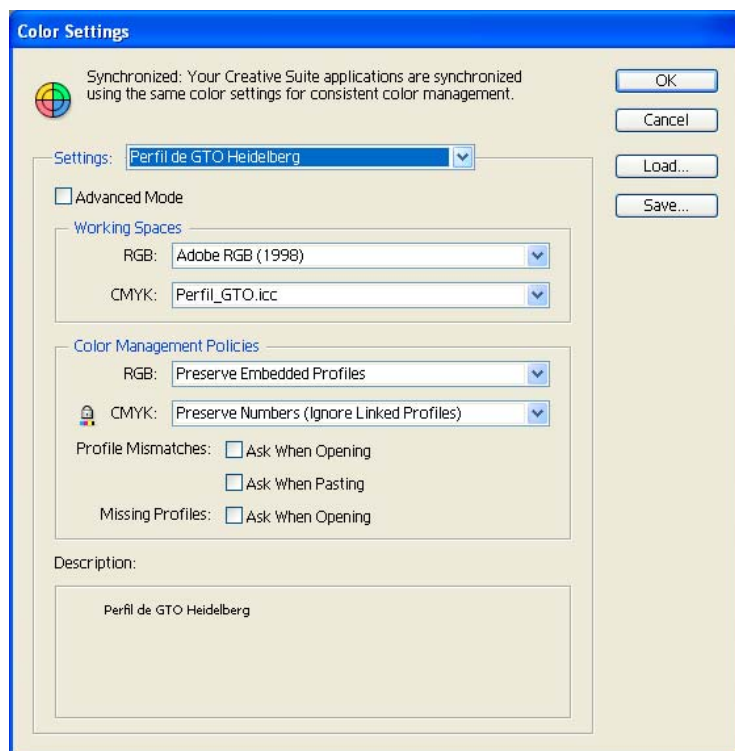 Color Settings
Synchronized: Your Creative Suite applications are synchronized
using the same color settings for consistent color management.
OK
Cancel
Load...
Save...
Settings: Perfil de GTO Heidelberg
Advanced Mode
Working Spaces
RGB: Adobe RGB (1998)
CMYK: Perfil_GTO.icc
Color Management Policies
RGB: Preserve Embedded Profiles
CMYK: Preserve Numbers (Ignore Linked Profiles)
Profile Mismatches: Ask When Opening
Ask When Pasting
Missing Profiles: Ask When Opening
Description:
Perfil de GTO Heidelberg